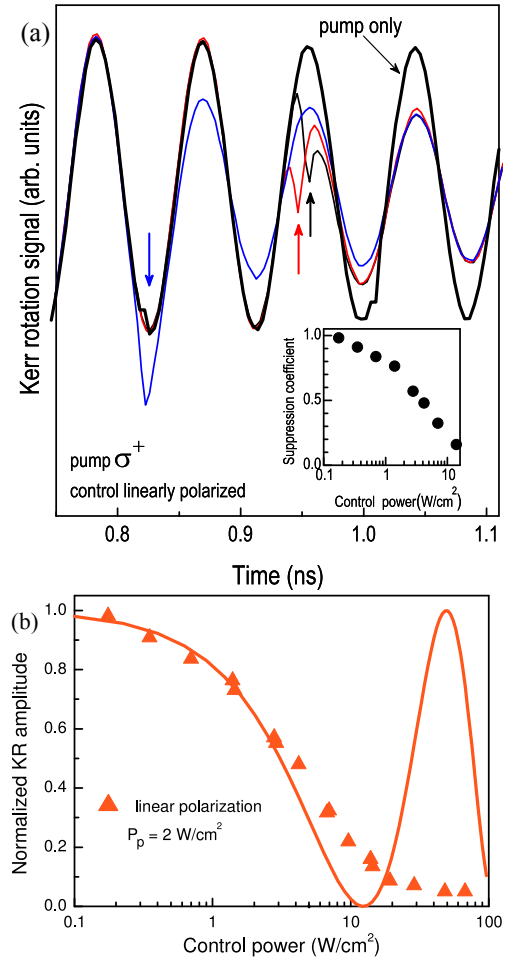 (a)
pump only
Kerr rotation signal (arb. units)
1.0
0.5
0.0
Suppression coefficient
0.1 1 10
Control power(W/cm²)
pump σ⁺
control linearly polarized
0.8 0.9 1.0 1.1
Time (ns)
(b)
1.0
0.8
0.6
0.4
0.2
0.0
Normalized KR amplitude
linear polarization
P_p = 2 W/cm²
0.1 1 10 100
Control power (W/cm²)